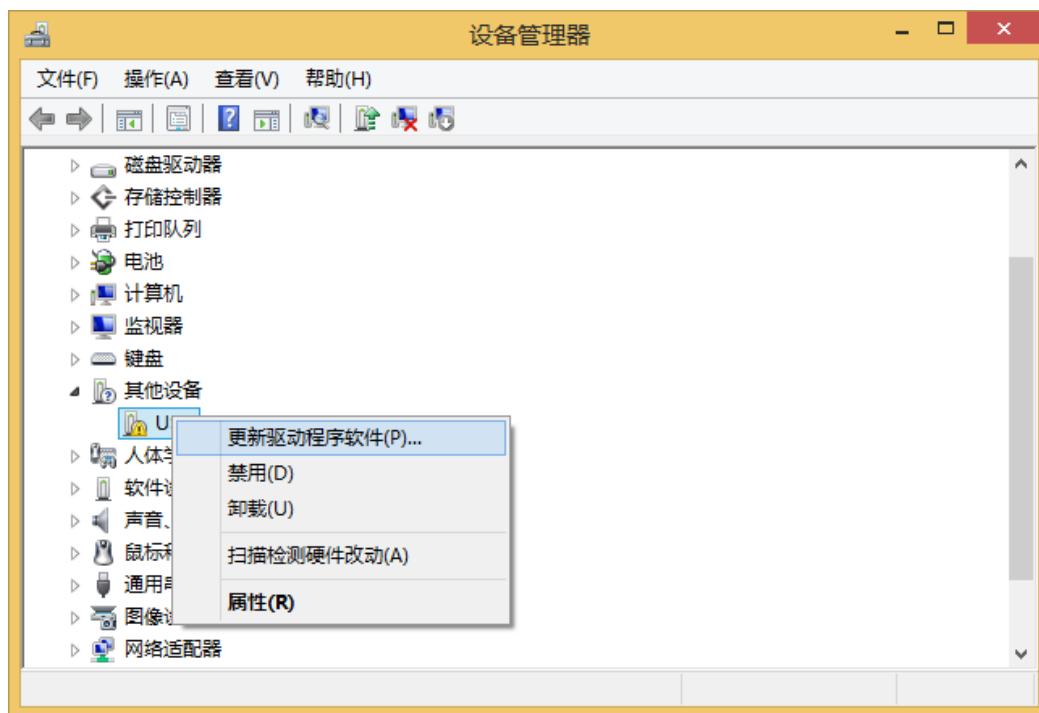 设备管理器
文件(F) 操作(A) 查看(V) 帮助(H)
磁盘驱动器
存储控制器
打印队列
电池
计算机
监视器
键盘
其他设备
更新驱动程序软件(P)...
人体
禁用(D)
软件
卸载(U)
声音、
鼠标
扫描检测硬件改动(A)
通用
属性(R)
图像
网络适配器